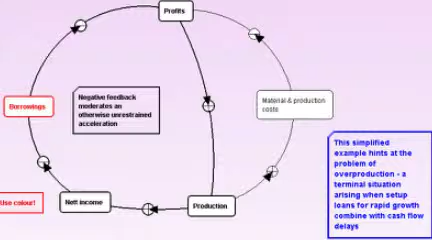 Profits
Borrowings
Negative feedback
moderates an
otherwise unrestrained
acceleration
Material & production
costs
This simplified
example hints at the
problem of
overproduction - a
terminal situation
arising when setup
loans for rapid growth
combine with cash flow
delays
Use colour!
Nett income
Production